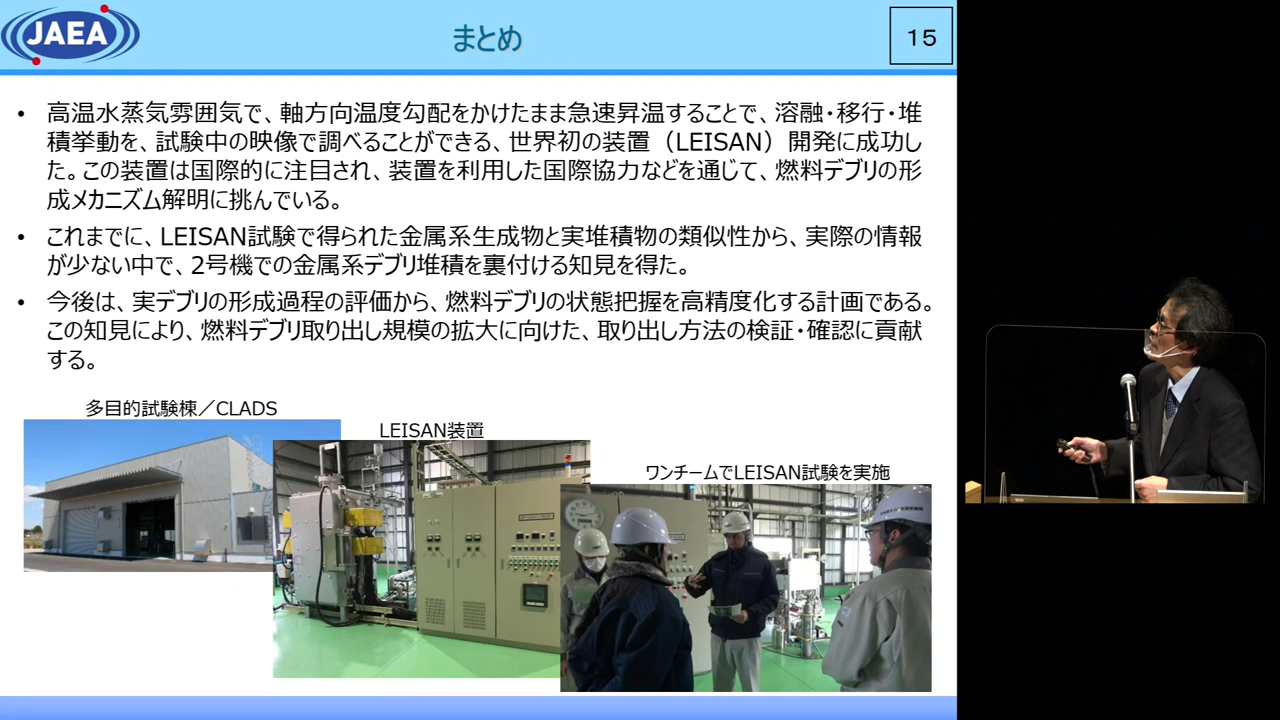 JAEA
まとめ
15
• 高温水蒸気雰囲気で、軸方向温度勾配をかけたまま急速昇温することで、溶融・移行・堆
積挙動を、試験中の映像で調べることができる、世界初の装置（LEISAN）開発に成功し
た。この装置は国際的に注目され、装置を利用した国際協力などを通じて、燃料デブリの形
成メカニズム解明に挑んでいる。
• これまでに、LEISAN試験で得られた金属系生成物と実堆積物の類似性から、実際の情報
が少ない中で、2号機での金属系デブリ堆積を裏付ける知見を得た。
• 今後は、実デブリの形成過程の評価から、燃料デブリの状態把握を高精度化する計画である。
この知見により、燃料デブリ取り出し規模の拡大に向けた、取り出し方法の検証・確認に貢献
する。
多目的試験棟／CLADS
LEISAN装置
ワンチームでLEISAN試験を実施